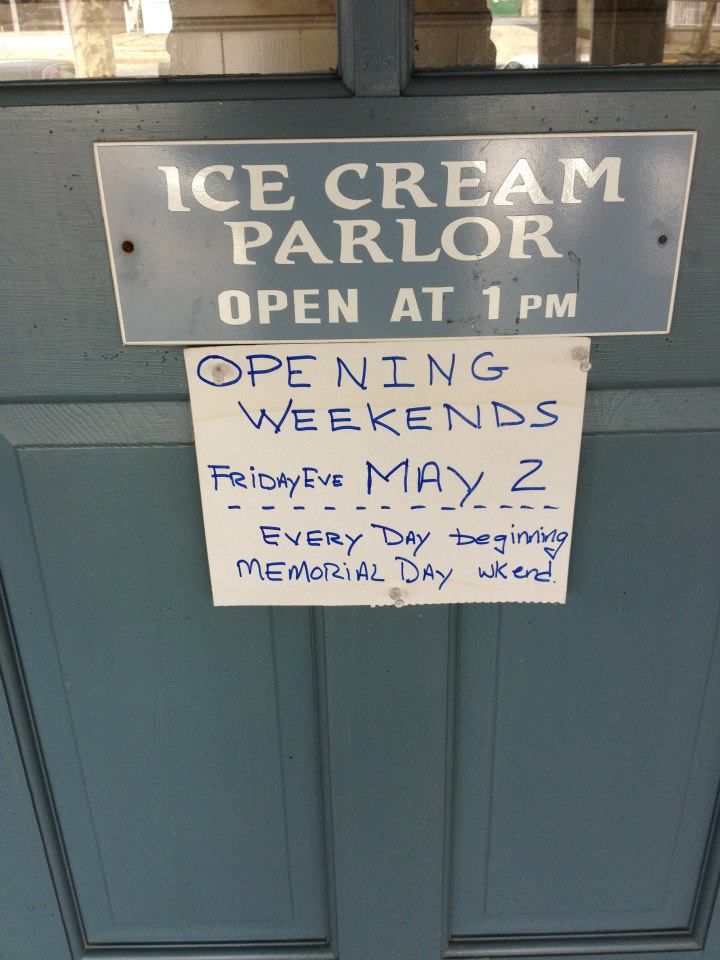 ICE CREAM
PARLOR
OPEN AT 1 PM
OPENING
WEEKENDS
FRiDAY EVE MAY 2
EVERY DAY beginning
MEMORiAL DAY wkend.